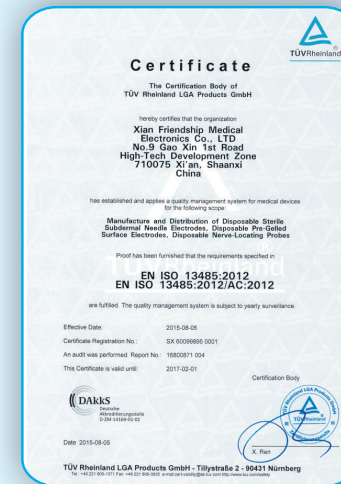 TÜVRheinland
Certificate
The Certification Body of
TÜV Rheinland LGA Products GmbH
hereby certifies that the organization
Xian Friendship Medical
Electronics Co., LTD
No.9 Gao Xin 1st Road
High-Tech Development Zone
710075 Xi'an, Shaanxi
China
has established and applies a quality management system for medical devices
for the following scope:
Manufacture and Distribution of Disposable Sterile
Subdermal Needle Electrodes, Disposable Pre-Gelled
Surface Electrodes, Disposable Nerve-Locating Probes
Proof has been furnished that the requirements specified in
EN ISO 13485:2012
EN ISO 13485:2012/AC:2012
are fulfilled. The quality management system is subject to yearly surveillance.
Effective Date: 2015-08-05
Certificate Registration No.: SX 60099895 0001
An audit was performed. Report No.: 16800871 004
This Certificate is valid until: 2017-02-01
Certification Body
DAkkS
Deutsche
Akkreditierungsstelle
D-ZM-14169-01-02
Date 2015-08-05
X. Ren
TÜV Rheinland LGA Products GmbH - Tillystraße 2 - 90431 Nürnberg